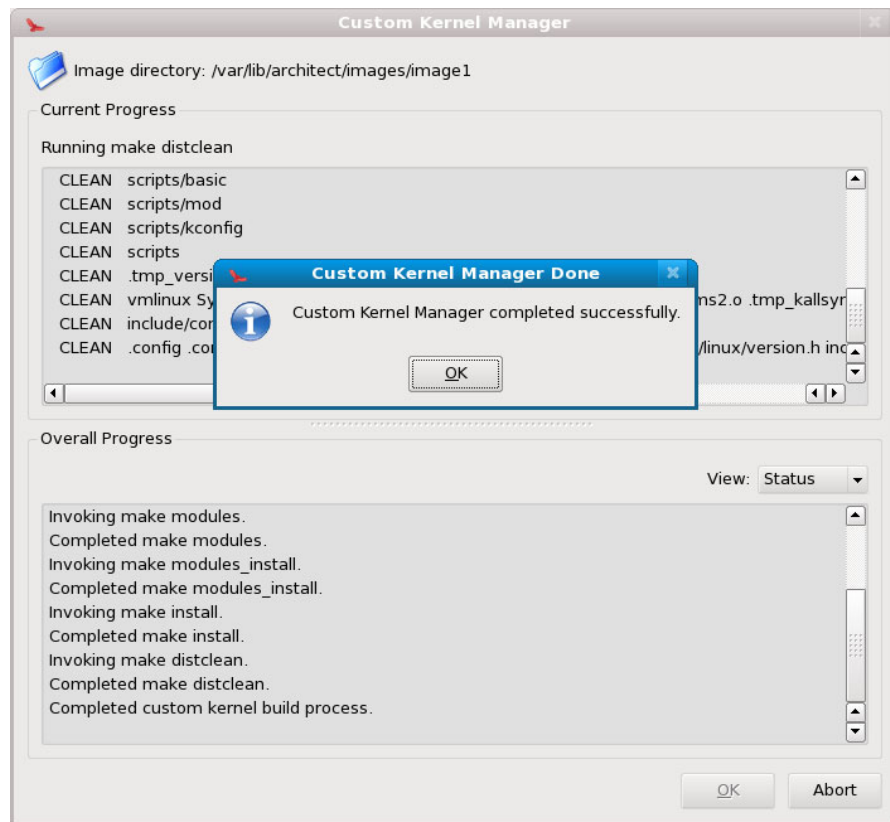 Custom Kernel Manager
Image directory: /var/lib/architect/images/image1
Current Progress
Running make distclean
CLEAN scripts/basic
CLEAN scripts/mod
CLEAN scripts/kconfig
CLEAN scripts
CLEAN .tmp_versi
CLEAN vmlinux Sy ms2.o .tmp_kallsyr
CLEAN include/con
CLEAN .config .con /linux/version.h inc
Custom Kernel Manager Done
Custom Kernel Manager completed successfully.
OK
Overall Progress
View: Status
Invoking make modules.
Completed make modules.
Invoking make modules_install.
Completed make modules_install.
Invoking make install.
Completed make install.
Invoking make distclean.
Completed make distclean.
Completed custom kernel build process.
OK Abort